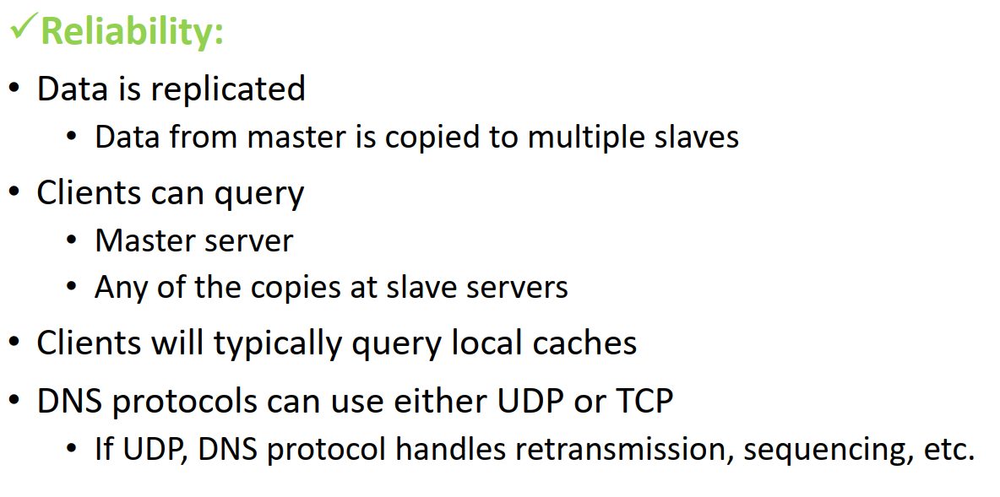 ✓Reliability:
• Data is replicated
• Data from master is copied to multiple slaves
• Clients can query
• Master server
• Any of the copies at slave servers
• Clients will typically query local caches
• DNS protocols can use either UDP or TCP
• If UDP, DNS protocol handles retransmission, sequencing, etc.